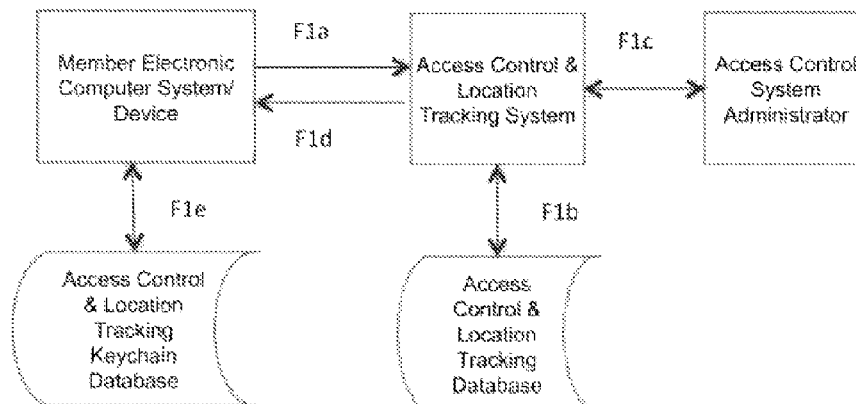 F1a
F1c
Member Electronic
Computer System/
Device
Access Control &
Location
Tracking System
Access Control
System
Administrator
F1d
F1e
F1b
Access Control
& Location
Tracking
Keychain
Database
Access
Control &
Location
Tracking
Database